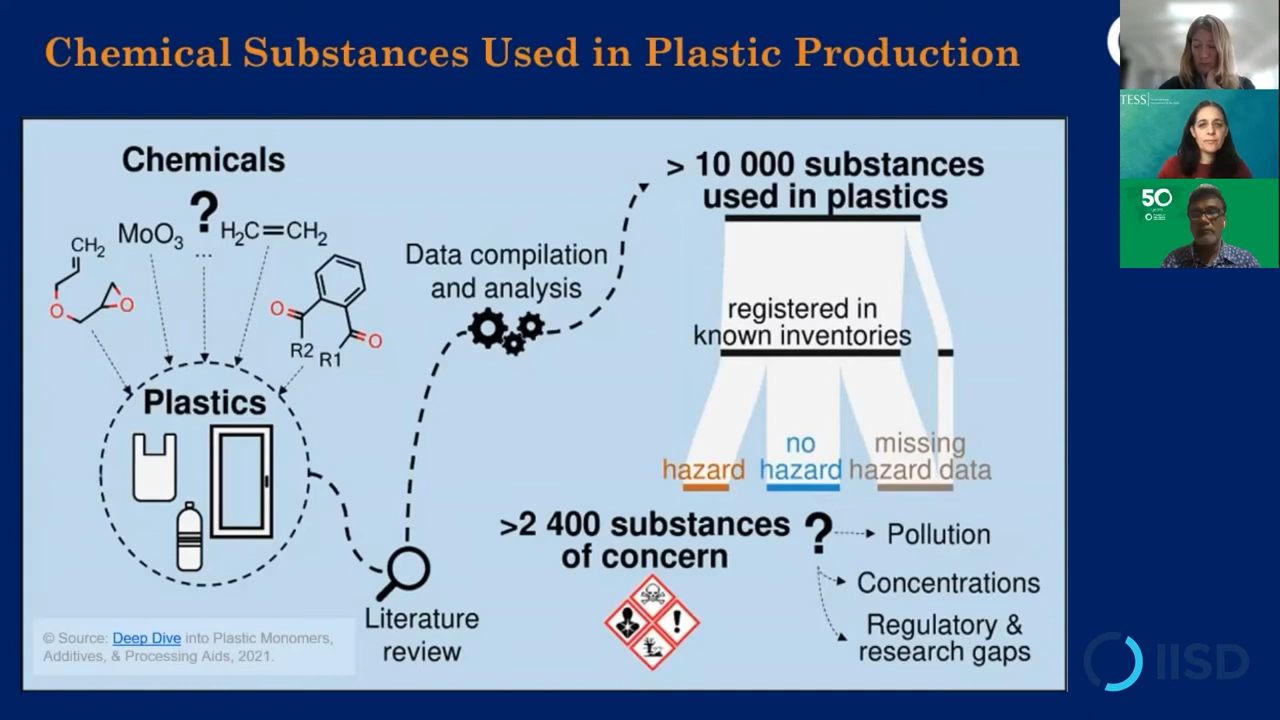 Chemical Substances Used in Plastic Production
TESS
50
years
Chemicals
?
CH2
MoO3
...
H2C=CH2
O
O
O
O
R2
R1
Plastics
Data compilation
and analysis
Literature
review
> 10 000 substances
used in plastics
registered in
known inventories
hazard
no
hazard
missing
hazard data
>2 400 substances
of concern
?
Pollution
Concentrations
Regulatory &
research gaps
!
© Source: Deep Dive into Plastic Monomers,
Additives, & Processing Aids, 2021.
IISD